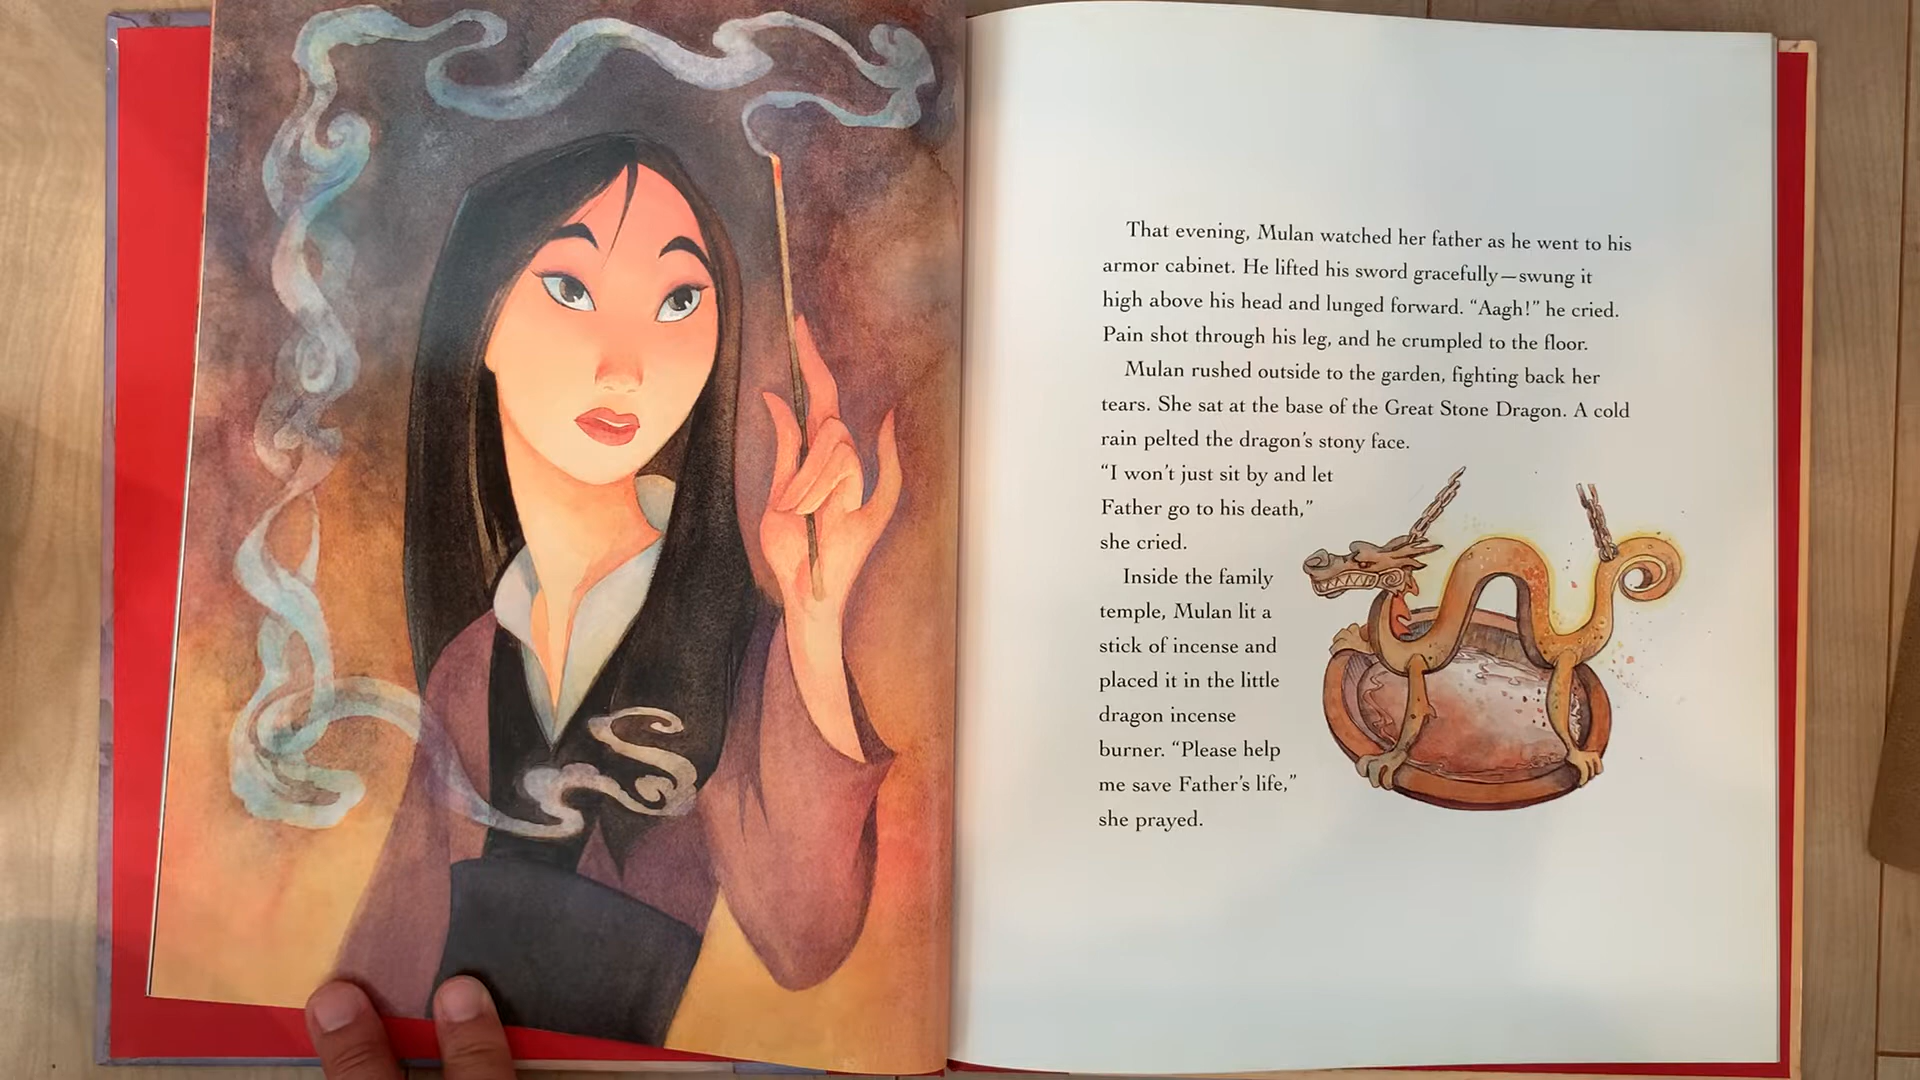 That evening, Mulan watched her father as he went to his
armor cabinet. He lifted his sword gracefully—swung it
high above his head and lunged forward. “Aagh!” he cried.
Pain shot through his leg, and he crumpled to the floor.
Mulan rushed outside to the garden, fighting back her
tears. She sat at the base of the Great Stone Dragon. A cold
rain pelted the dragon’s stony face.
“I won’t just sit by and let
Father go to his death,”
she cried.
Inside the family
temple, Mulan lit a
stick of incense and
placed it in the little
dragon incense
burner. “Please help
me save Father’s life,”
she prayed.